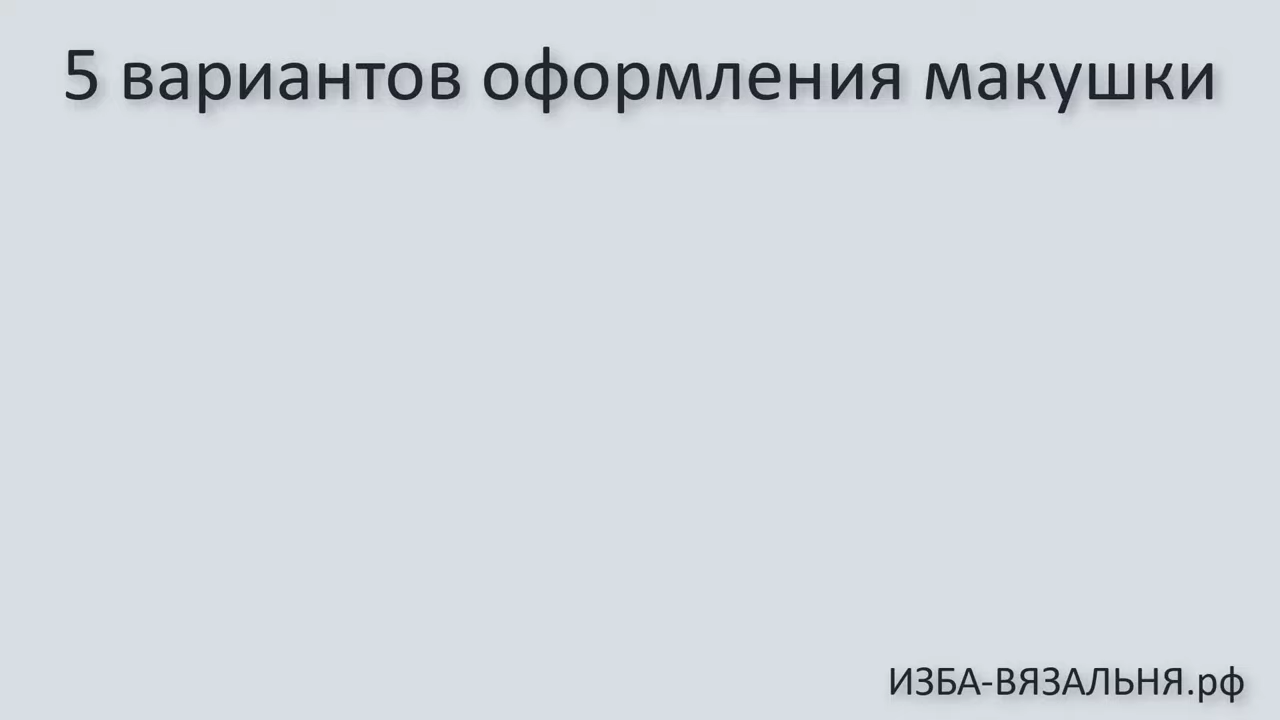 5 вариантов оформления макушки
ИЗБА-ВЯЗАЛЬНЯ.рф